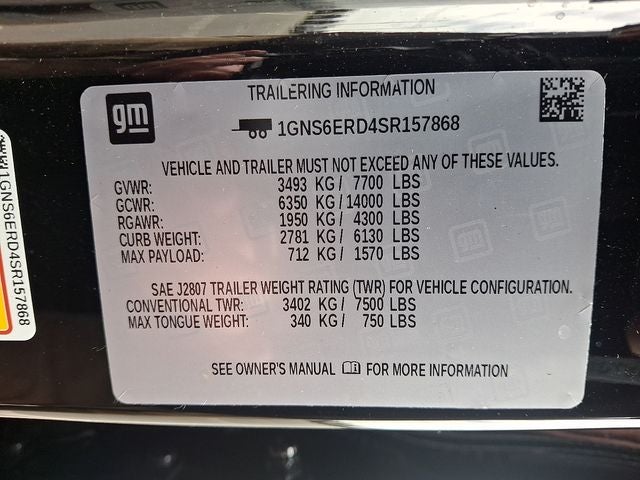 gm
TRAILERING INFORMATION
1GNS6ERD4SR157868
VEHICLE AND TRAILER MUST NOT EXCEED ANY OF THESE VALUES.
GVWR: 3493 KG / 7700 LBS
GCWR: 6350 KG / 14000 LBS
RGAWR: 1950 KG / 4300 LBS
CURB WEIGHT: 2781 KG / 6130 LBS
MAX PAYLOAD: 712 KG / 1570 LBS
SAE J2807 TRAILER WEIGHT RATING (TWR) FOR VEHICLE CONFIGURATION.
CONVENTIONAL TWR: 3402 KG / 7500 LBS
MAX TONGUE WEIGHT: 340 KG / 750 LBS
SEE OWNER'S MANUAL FOR MORE INFORMATION
1GNS6ERD4SR157868